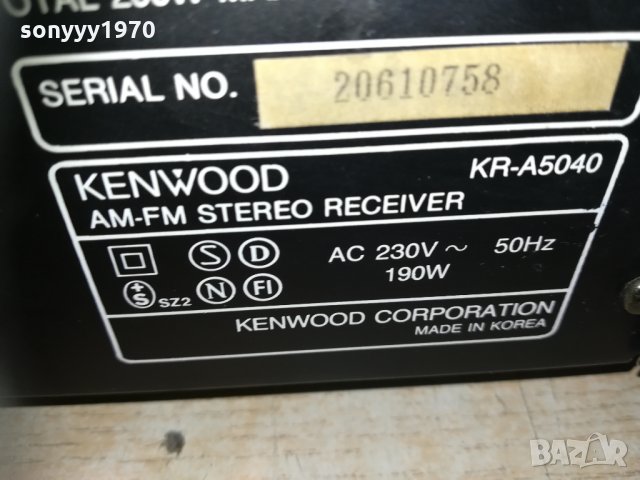 sonyyy1970
SERIAL NO. 20610758
KENWOOD KR-A5040
AM-FM STEREO RECEIVER
S D AC 230V ~ 50Hz
+S SZ2 N FI 190W
KENWOOD CORPORATION
MADE IN KOREA
BAZAR